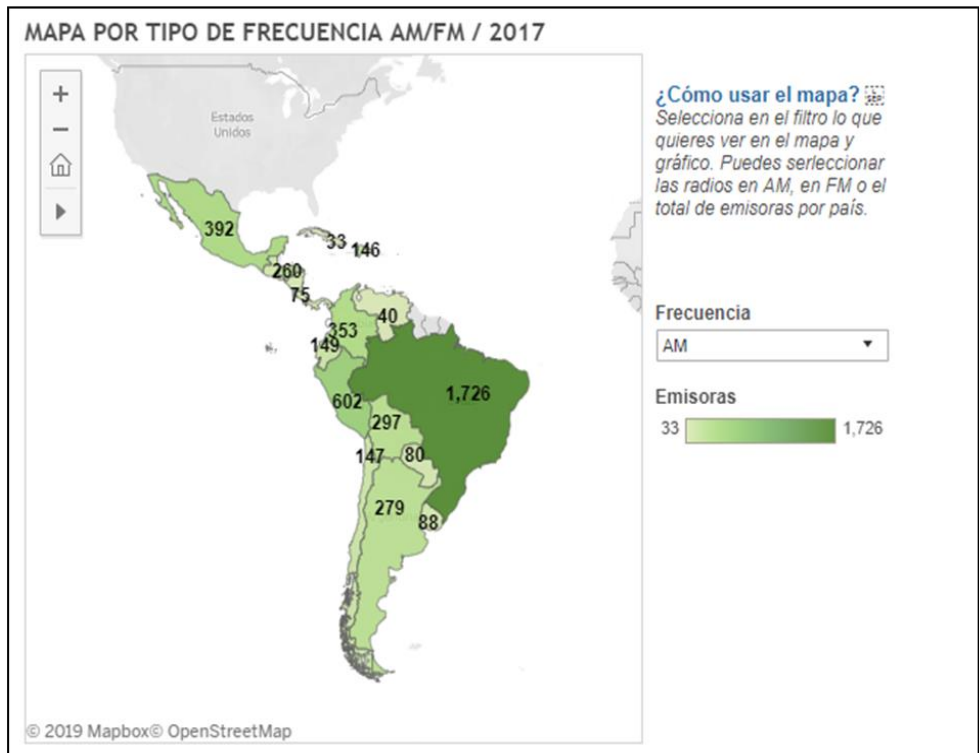 MAPA POR TIPO DE FRECUENCIA AM/FM / 2017
Estados
Unidos
392
33
146
260
75
40
353
149
1,726
602
297
147
80
279
88
© 2019 Mapbox© OpenStreetMap
¿Cómo usar el mapa?
Selecciona en el filtro lo que
quieres ver en el mapa y
gráfico. Puedes serleccionar
las radios en AM, en FM o el
total de emisoras por país.
Frecuencia
AM
Emisoras
33 1,726